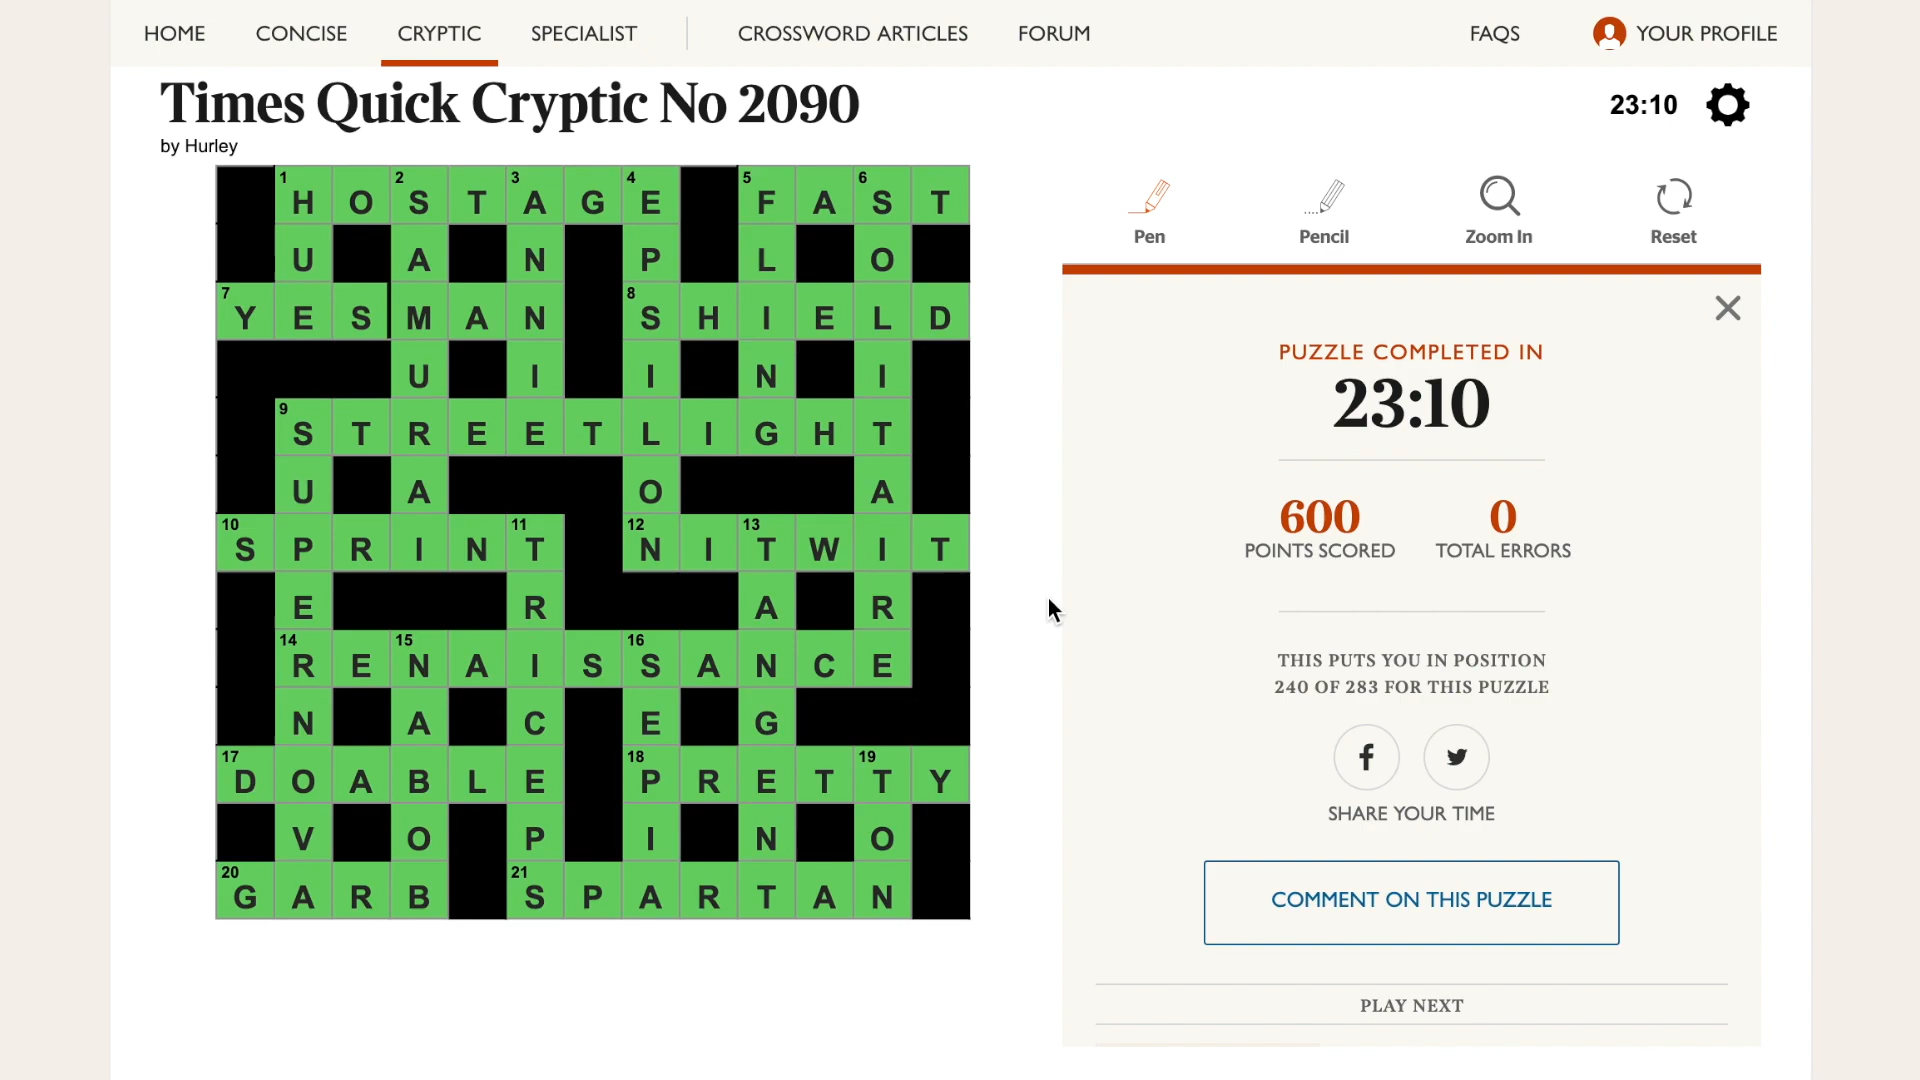 HOME CONCISE CRYPTIC SPECIALIST CROSSWORD ARTICLES FORUM FAQS YOUR PROFILE
Times Quick Cryptic No 2090
23:10
by Hurley
1 H O 2 S T 3 A G 4 E 5 F A 6 S T
U A N P L O
7 Y E S M A N 8 S H I E L D
U I I N I
9 S T R E E T L I G H T
U A O A
10 S P R I N 11 T 12 N I 13 T W I T
E R A R
14 R E 15 N A I S 16 S A N C E
N A C E G
17 D O A B L E 18 P R E T 19 T Y
V O P I N O
20 G A R B 21 S P A R T A N
Pen Pencil Zoom In Reset
PUZZLE COMPLETED IN
23:10
600 0
POINTS SCORED TOTAL ERRORS
THIS PUTS YOU IN POSITION
240 OF 283 FOR THIS PUZZLE
SHARE YOUR TIME
COMMENT ON THIS PUZZLE
PLAY NEXT